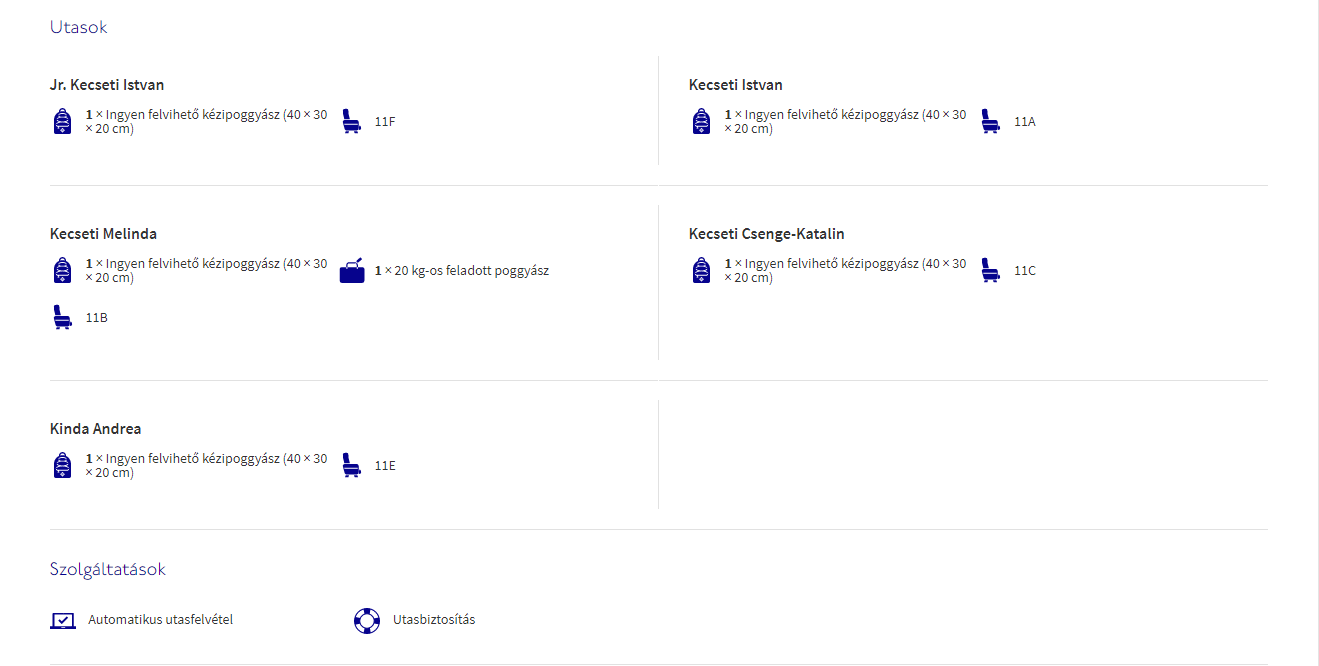 Utasok
Jr. Kecseti Istvan
1 × Ingyen felvihető kézipoggyász (40 × 30
× 20 cm)
11F
Kecseti Istvan
1 × Ingyen felvihető kézipoggyász (40 × 30
× 20 cm)
11A
Kecseti Melinda
1 × Ingyen felvihető kézipoggyász (40 × 30
× 20 cm)
1 × 20 kg-os feladott poggyász
11B
Kecseti Csenge-Katalin
1 × Ingyen felvihető kézipoggyász (40 × 30
× 20 cm)
11C
Kinda Andrea
1 × Ingyen felvihető kézipoggyász (40 × 30
× 20 cm)
11E
Szolgáltatások
Automatikus utasfelvétel
Utasbiztosítás